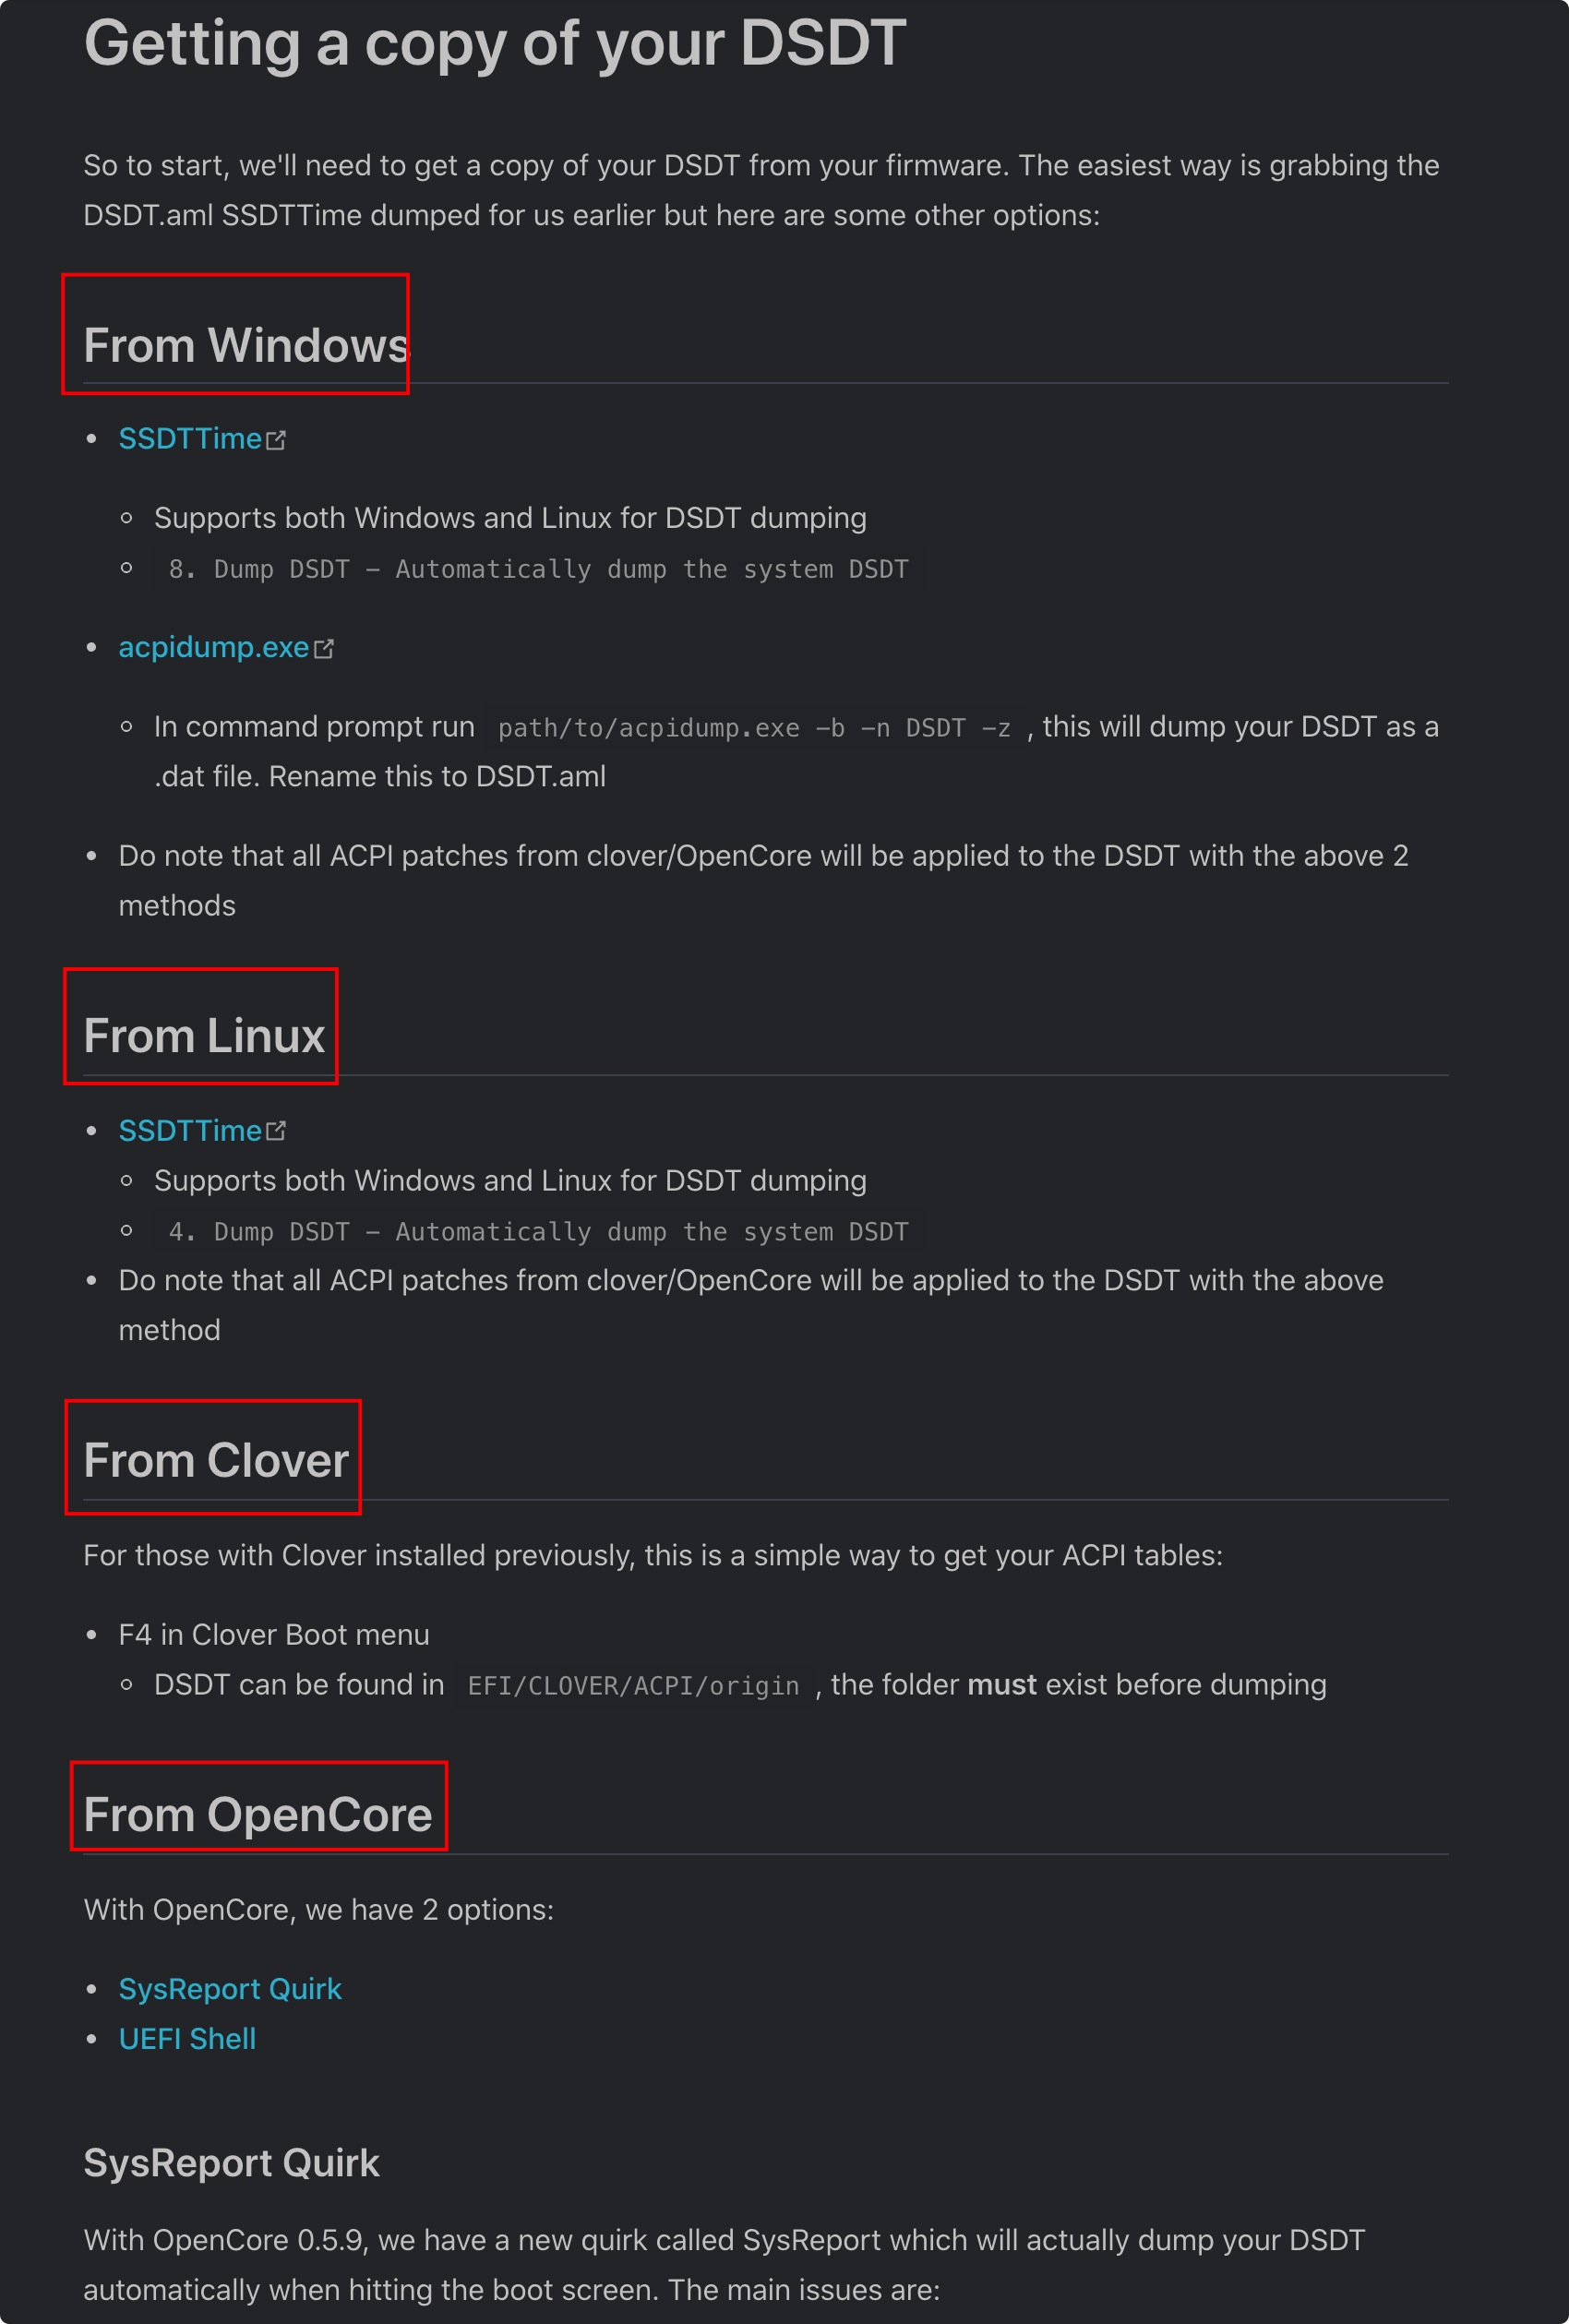 Getting a copy of your DSDT
So to start, we'll need to get a copy of your DSDT from your firmware. The easiest way is grabbing the
DSDT.aml SSDTTime dumped for us earlier but here are some other options:
From Windows
• SSDTTime
◦ Supports both Windows and Linux for DSDT dumping
◦ 8. Dump DSDT - Automatically dump the system DSDT
• acpidump.exe
◦ In command prompt run path/to/acpidump.exe -b -n DSDT -z , this will dump your DSDT as a
.dat file. Rename this to DSDT.aml
• Do note that all ACPI patches from clover/OpenCore will be applied to the DSDT with the above 2
methods
From Linux
• SSDTTime
◦ Supports both Windows and Linux for DSDT dumping
◦ 4. Dump DSDT - Automatically dump the system DSDT
• Do note that all ACPI patches from clover/OpenCore will be applied to the DSDT with the above
method
From Clover
For those with Clover installed previously, this is a simple way to get your ACPI tables:
• F4 in Clover Boot menu
◦ DSDT can be found in EFI/CLOVER/ACPI/origin , the folder must exist before dumping
From OpenCore
With OpenCore, we have 2 options:
• SysReport Quirk
• UEFI Shell
SysReport Quirk
With OpenCore 0.5.9, we have a new quirk called SysReport which will actually dump your DSDT
automatically when hitting the boot screen. The main issues are: